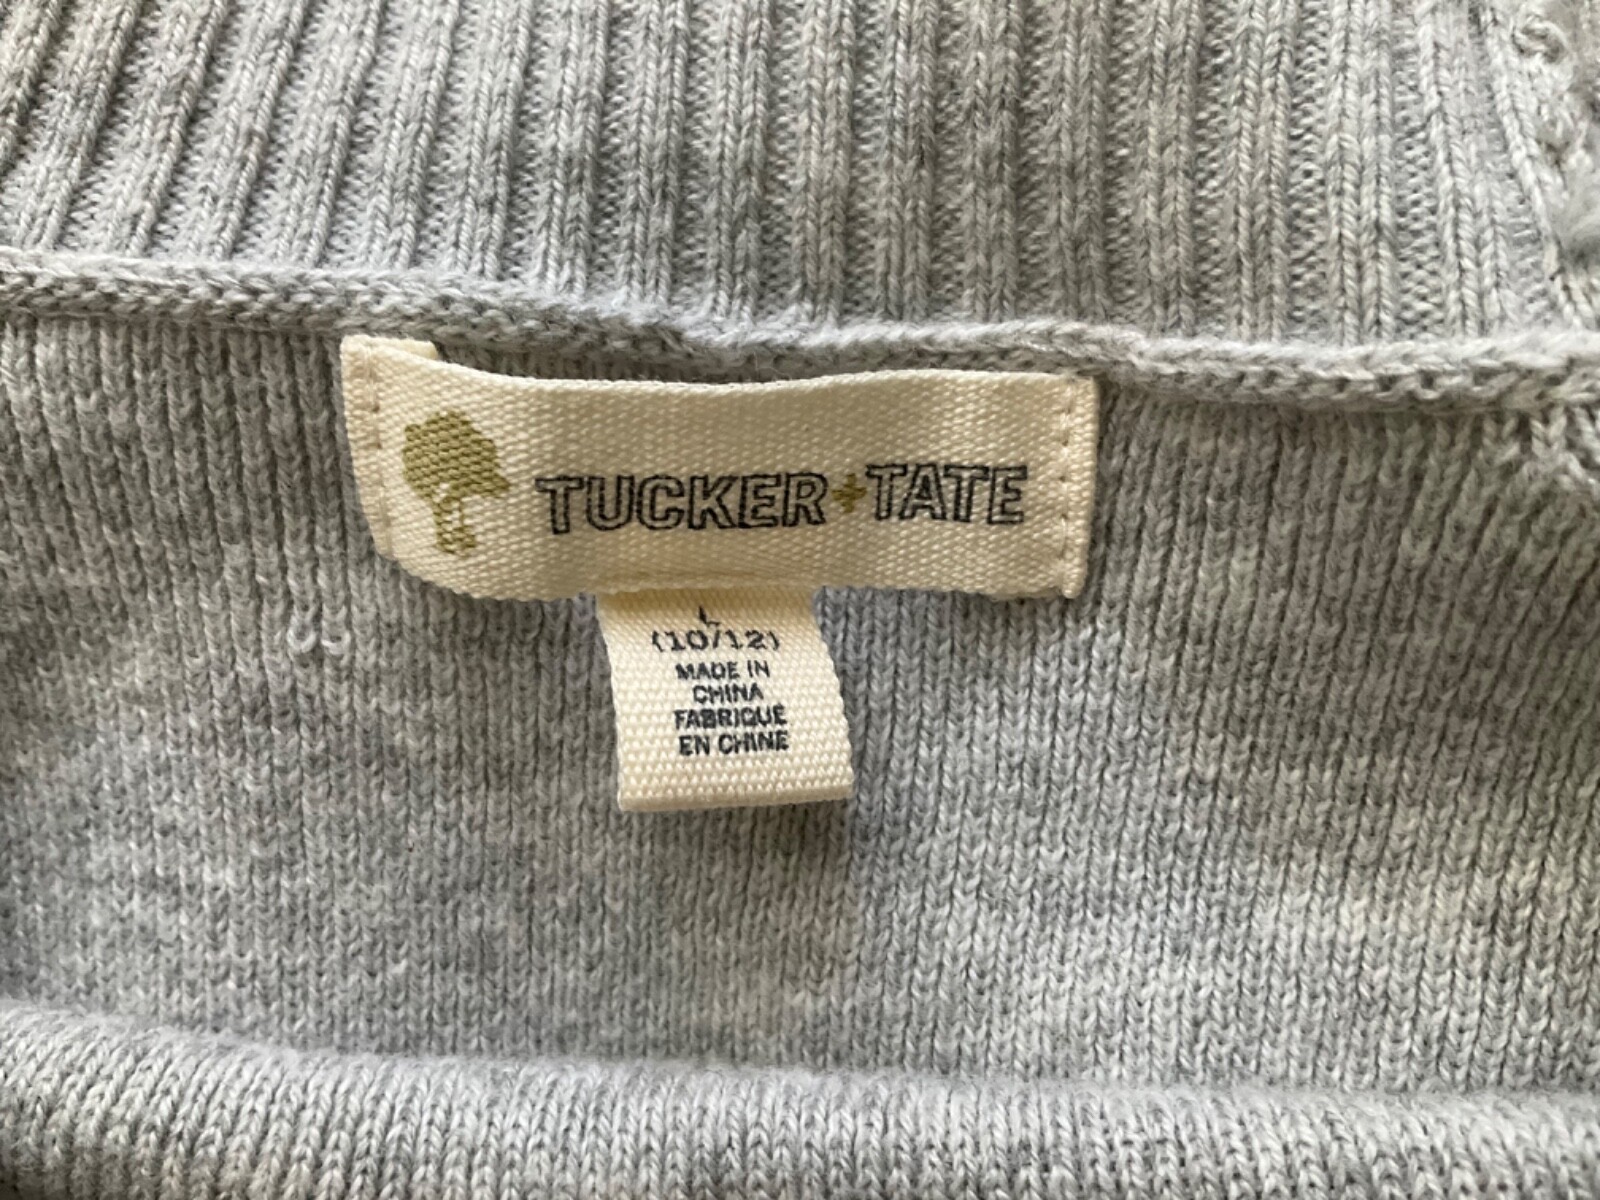 TUCKER+TATE
L
(10/12)
MADE IN
CHINA
FABRIQUE
EN CHINE